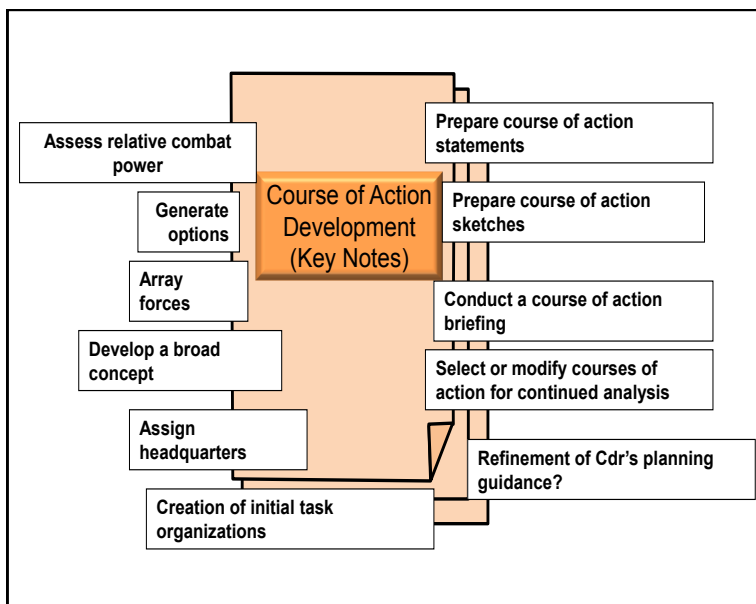 Course of Action
Development
(Key Notes)
Assess relative combat
power
Generate
options
Array
forces
Develop a broad
concept
Assign
headquarters
Creation of initial task
organizations
Prepare course of action
statements
Prepare course of action
sketches
Conduct a course of action
briefing
Select or modify courses of
action for continued analysis
Refinement of Cdr's planning
guidance?